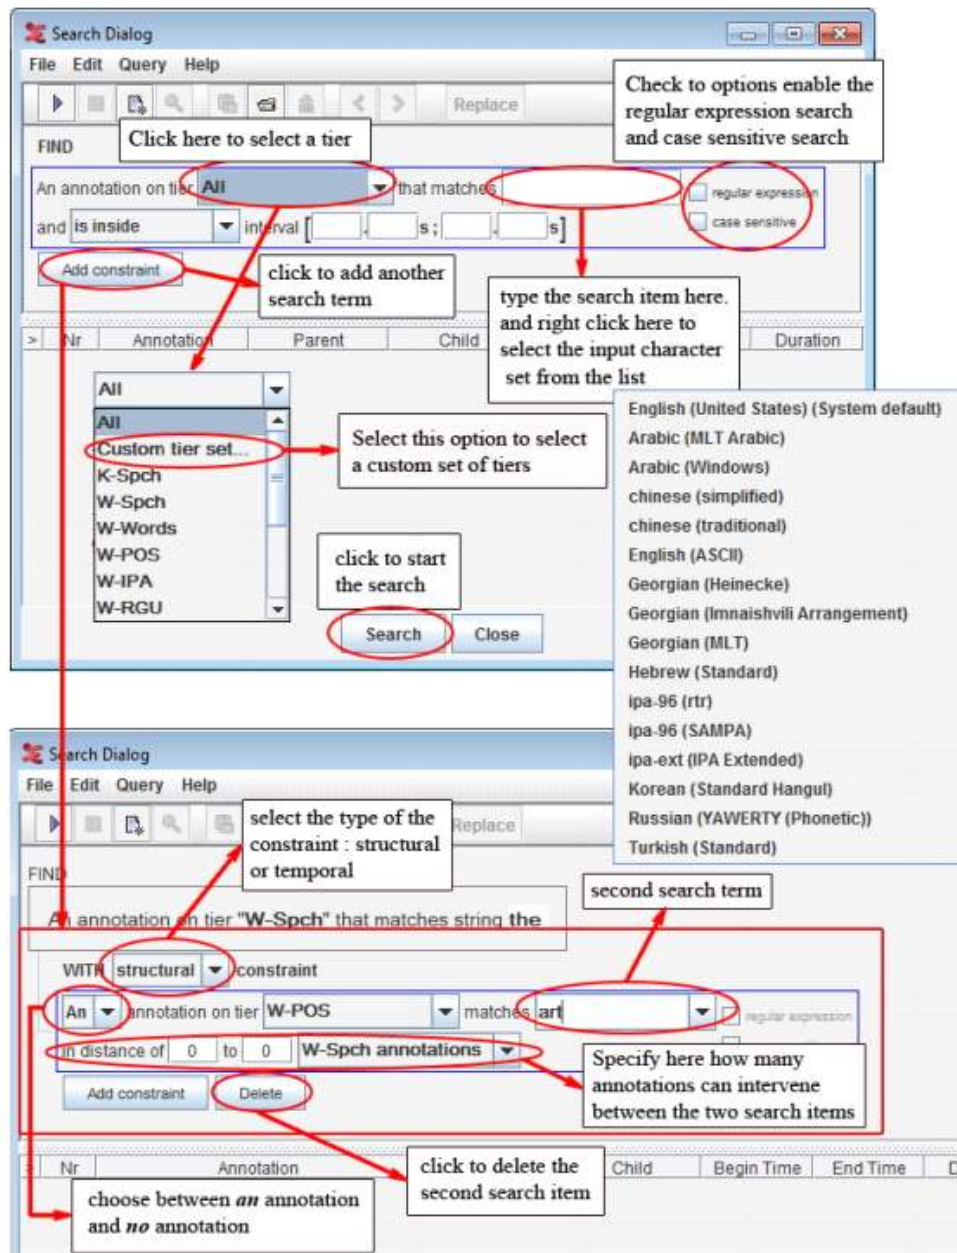 Search Dialog
File Edit Query Help
Replace
Check to options enable the
regular expression search
and case sensitive search
Click here to select a tier
FIND
An annotation on tier All that matches
regular expression
and is inside interval [ . s ; . s]
case sensitive
Add constraint
click to add another
search term
type the search item here.
and right click here to
select the input character
set from the list
> Nr Annotation Parent Child Duration
All
All
Custom tier set...
K-Spch
W-Spch
W-Words
W-POS
W-IPA
W-RGU
Select this option to select
a custom set of tiers
click to start
the search
Search Close
English (United States) (System default)
Arabic (MLT Arabic)
Arabic (Windows)
chinese (simplified)
chinese (traditional)
English (ASCII)
Georgian (Heinecke)
Georgian (Imnaishvili Arrangement)
Georgian (MLT)
Hebrew (Standard)
ipa-96 (rtr)
ipa-96 (SAMPA)
ipa-ext (IPA Extended)
Korean (Standard Hangul)
Russian (YAWERTY (Phonetic))
Turkish (Standard)
Search Dialog
File Edit Query Help
Replace
select the type of the
constraint : structural
or temporal
FIND
second search term
An annotation on tier "W-Spch" that matches string the
WITH structural constraint
An annotation on tier W-POS matches art regular expression
in distance of 0 to 0 W-Spch annotations
Specify here how many
annotations can intervene
between the two search items
Add constraint Delete
Nr Annotation Child Begin Time End Time D
click to delete the
second search item
choose between an annotation
and no annotation